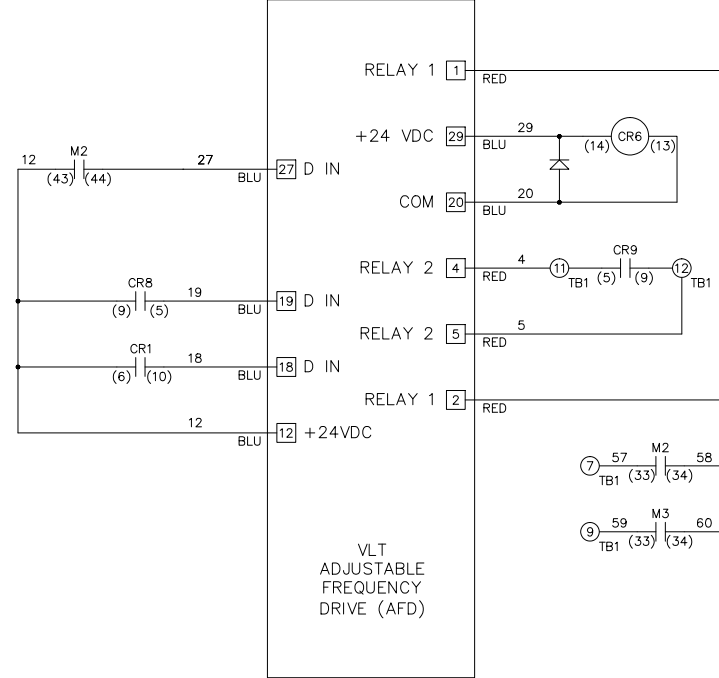 RELAY 1 1 RED
+24 VDC 29 29 BLU (14) CR6 (13)
12 M2 (43) (44) 27 BLU 27 D IN
COM 20 20 BLU
RELAY 2 4 4 RED 11 TB1 CR9 (5) (9) 12 TB1
CR8 (9) (5) 19 BLU 19 D IN
RELAY 2 5 5 RED
CR1 (6) (10) 18 BLU 18 D IN
RELAY 1 2 RED
12 BLU 12 +24VDC
7 TB1 57 M2 (33) (34) 58
9 TB1 59 M3 (33) (34) 60
VLT
ADJUSTABLE
FREQUENCY
DRIVE (AFD)